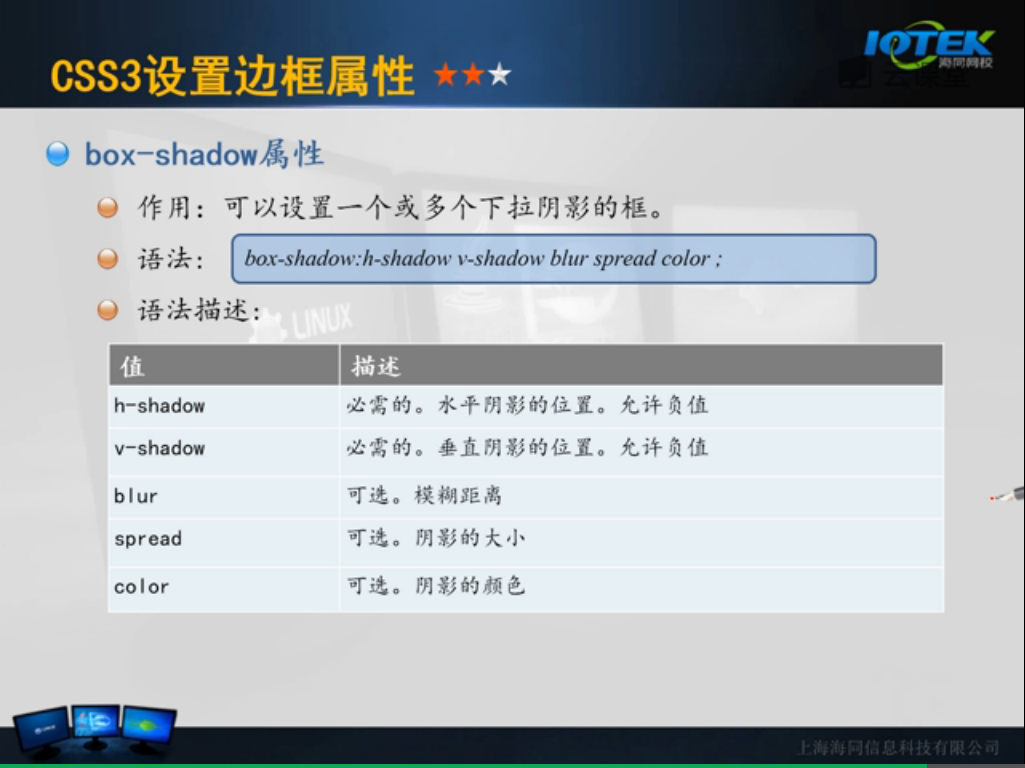 IOTEK
海同网校
云课堂
CSS3设置边框属性
box-shadow属性
作用：可以设置一个或多个下拉阴影的框。
语法：
box-shadow:h-shadow v-shadow blur spread color ;
语法描述：
LINUX
值 描述
h-shadow 必需的。水平阴影的位置。允许负值
v-shadow 必需的。垂直阴影的位置。允许负值
blur 可选。模糊距离
spread 可选。阴影的大小
color 可选。阴影的颜色
上海海同信息科技有限公司